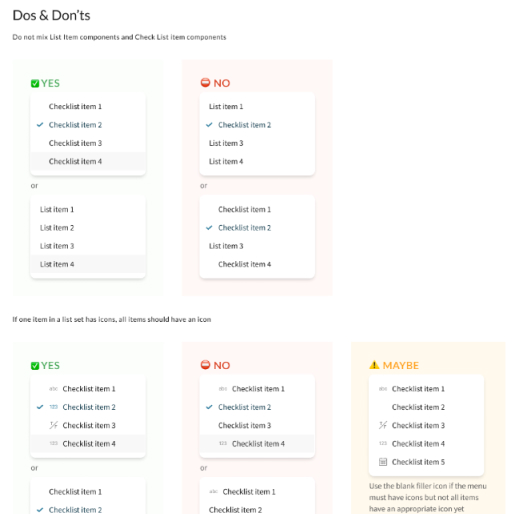 Dos & Don'ts
Do not mix List Item components and Check List item components
YES
Checklist item 1
Checklist item 2
Checklist item 3
Checklist item 4
or
List item 1
List item 2
List item 3
List item 4
NO
List item 1
Checklist item 2
List item 3
List item 4
or
Checklist item 1
Checklist item 2
List item 3
Checklist item 4
If one item in a list set has icons, all items should have an icon
YES
abc Checklist item 1
123 Checklist item 2
Checklist item 3
123 Checklist item 4
or
Checklist item 1
Checklist item 2
NO
abc Checklist item 1
Checklist item 2
Checklist item 3
123 Checklist item 4
or
abc Checklist item 1
Checklist item 2
MAYBE
abc Checklist item 1
Checklist item 2
Checklist item 3
123 Checklist item 4
Checklist item 5
Use the blank filler icon if the menu
must have icons but not all items
have an appropriate icon yet